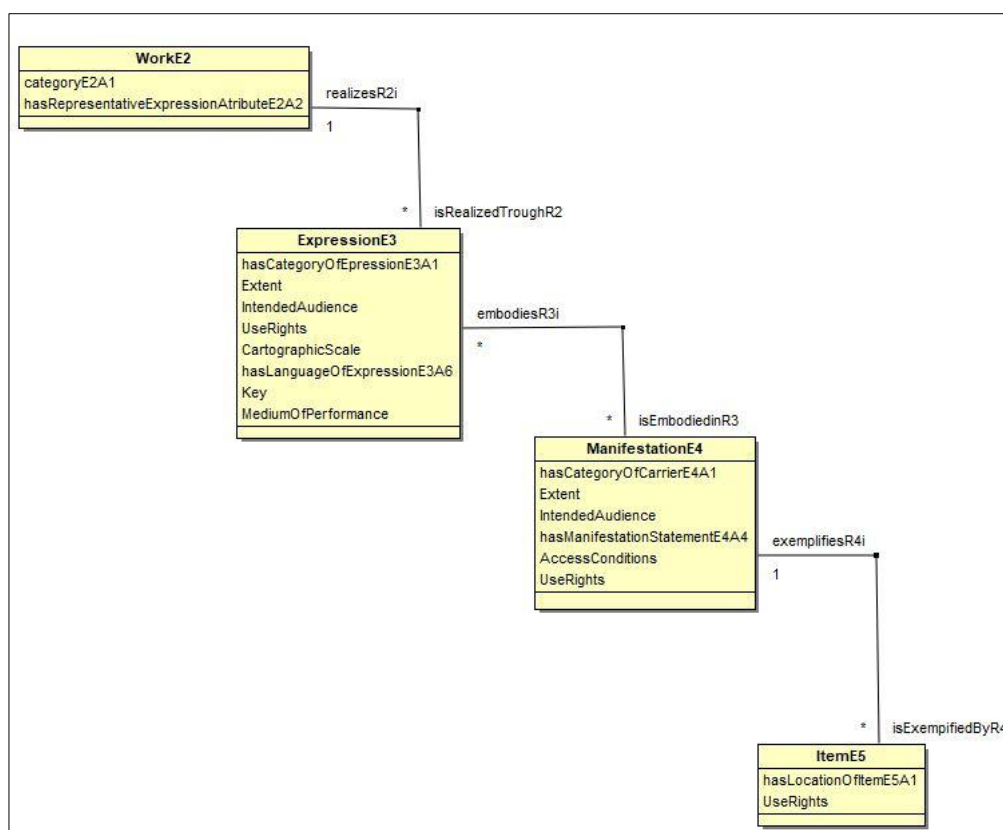 WorkE2
categoryE2A1
hasRepresentativeExpressionAtributeE2A2
realizesR2i
1
* isRealizedTroughR2
ExpressionE3
hasCategoryOfEpressionE3A1
Extent
IntendedAudience
UseRights
CartographicScale
hasLanguageOfExpressionE3A6
Key
MediumOfPerformance
embodiesR3i
*
* isEmbodiedinR3
ManifestationE4
hasCategoryOfCarrierE4A1
Extent
IntendedAudience
hasManifestationStatementE4A4
AccessConditions
UseRights
exemplifiesR4i
1
* isExempifiedByR4
ItemE5
hasLocationOfItemE5A1
UseRights